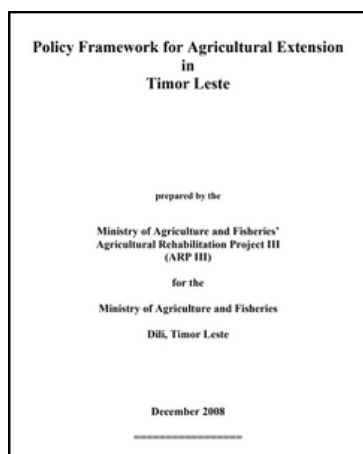 Policy Framework for Agricultural Extension
in
Timor Leste
prepared by the
Ministry of Agriculture and Fisheries'
Agricultural Rehabilitation Project III
(ARP III)
for the
Ministry of Agriculture and Fisheries
Dili, Timor Leste
December 2008